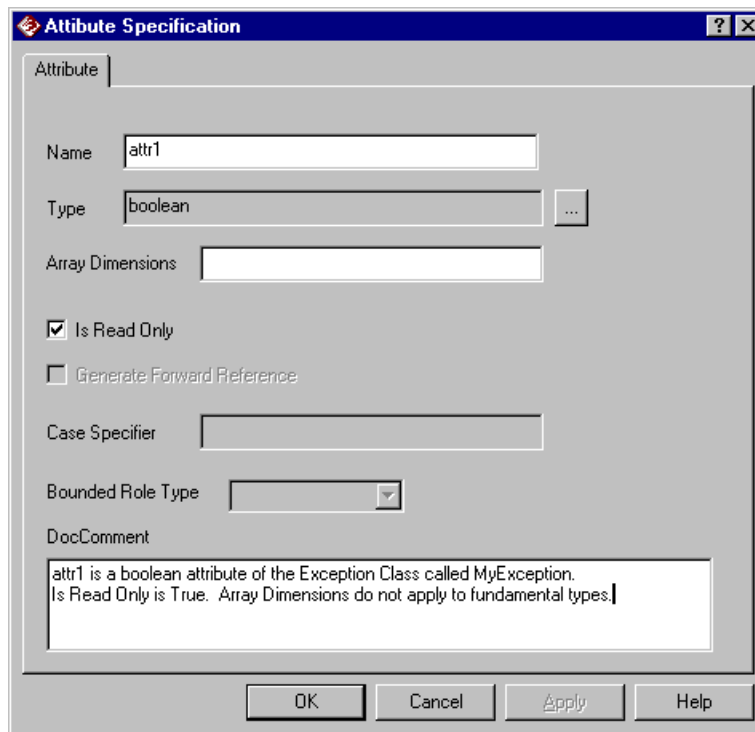 Attibute Specification
Attribute
Name attr1
Type boolean ...
Array Dimensions
Is Read Only
Generate Forward Reference
Case Specifier
Bounded Role Type
DocComment
attr1 is a boolean attribute of the Exception Class called MyException.
Is Read Only is True.  Array Dimensions do not apply to fundamental types.
OK Cancel Apply Help